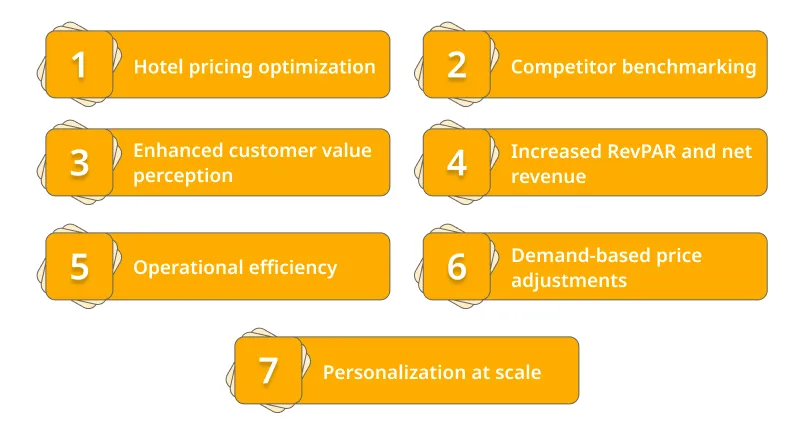 1
Hotel pricing optimization
2
Competitor benchmarking
3
Enhanced customer value
perception
4
Increased RevPAR and net
revenue
5
Operational efficiency
6
Demand-based price
adjustments
7
Personalization at scale